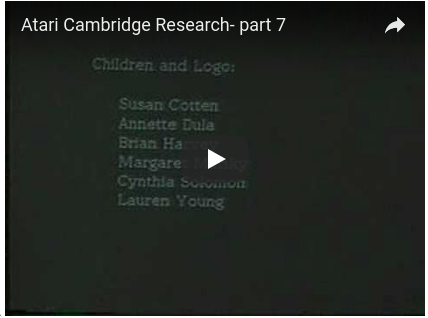 Atari Cambridge Research- part 7
Children and Logo:
Susan Cotten
Annette Dula
Brian
Cynthia Solomon
Lauren Young